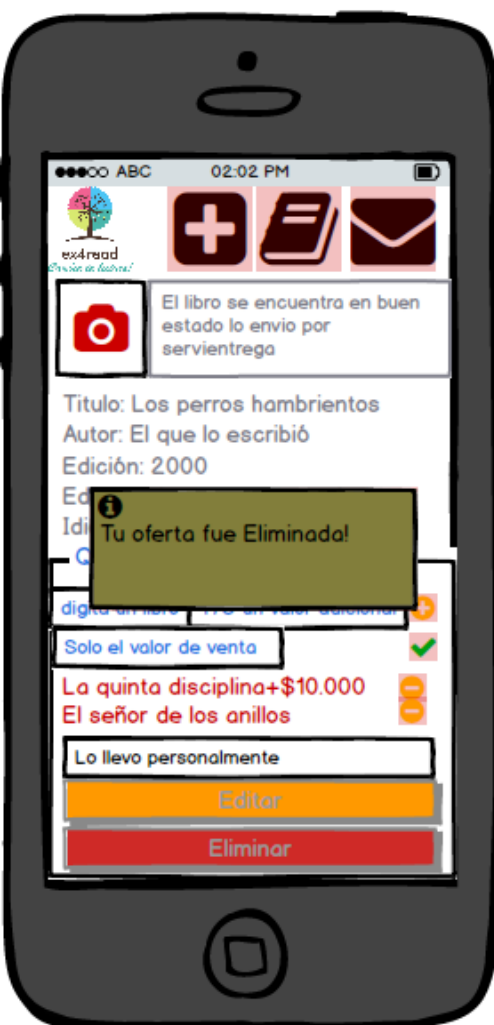 ABC 02:02 PM
ex4read
El libro se encuentra en buen
estado lo envio por
servientrega
Titulo: Los perros hambrientos
Autor: El que lo escribió
Edición: 2000
Tu oferta fue Eliminada!
Solo el valor de venta
La quinta disciplina+$10.000
El señor de los anillos
Lo llevo personalmente
Editar
Eliminar